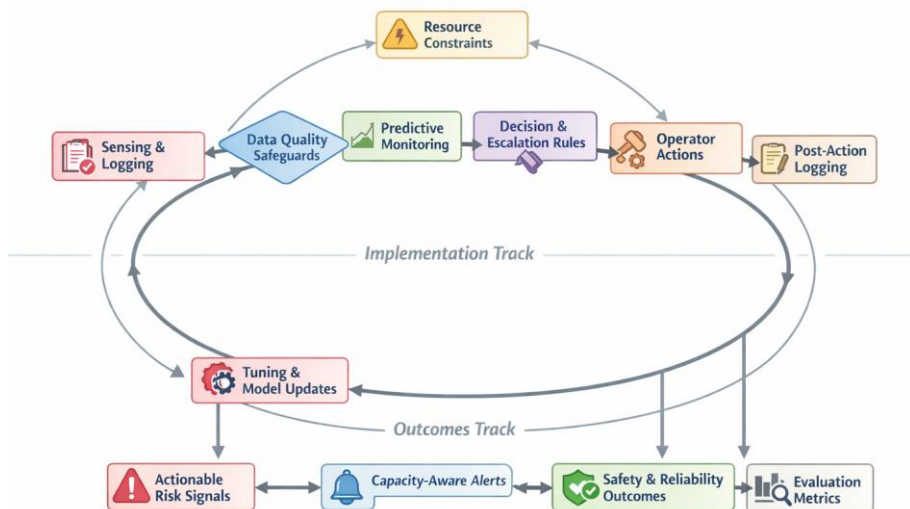 Resource
Constraints
Sensing &
Logging
Data Quality
Safeguards
Predictive
Monitoring
Decision &
Escalation Rules
Operator
Actions
Post-Action
Logging
Implementation Track
Tuning &
Model Updates
Outcomes Track
Actionable
Risk Signals
Capacity-Aware Alerts
Safety & Reliability
Outcomes
Evaluation
Metrics